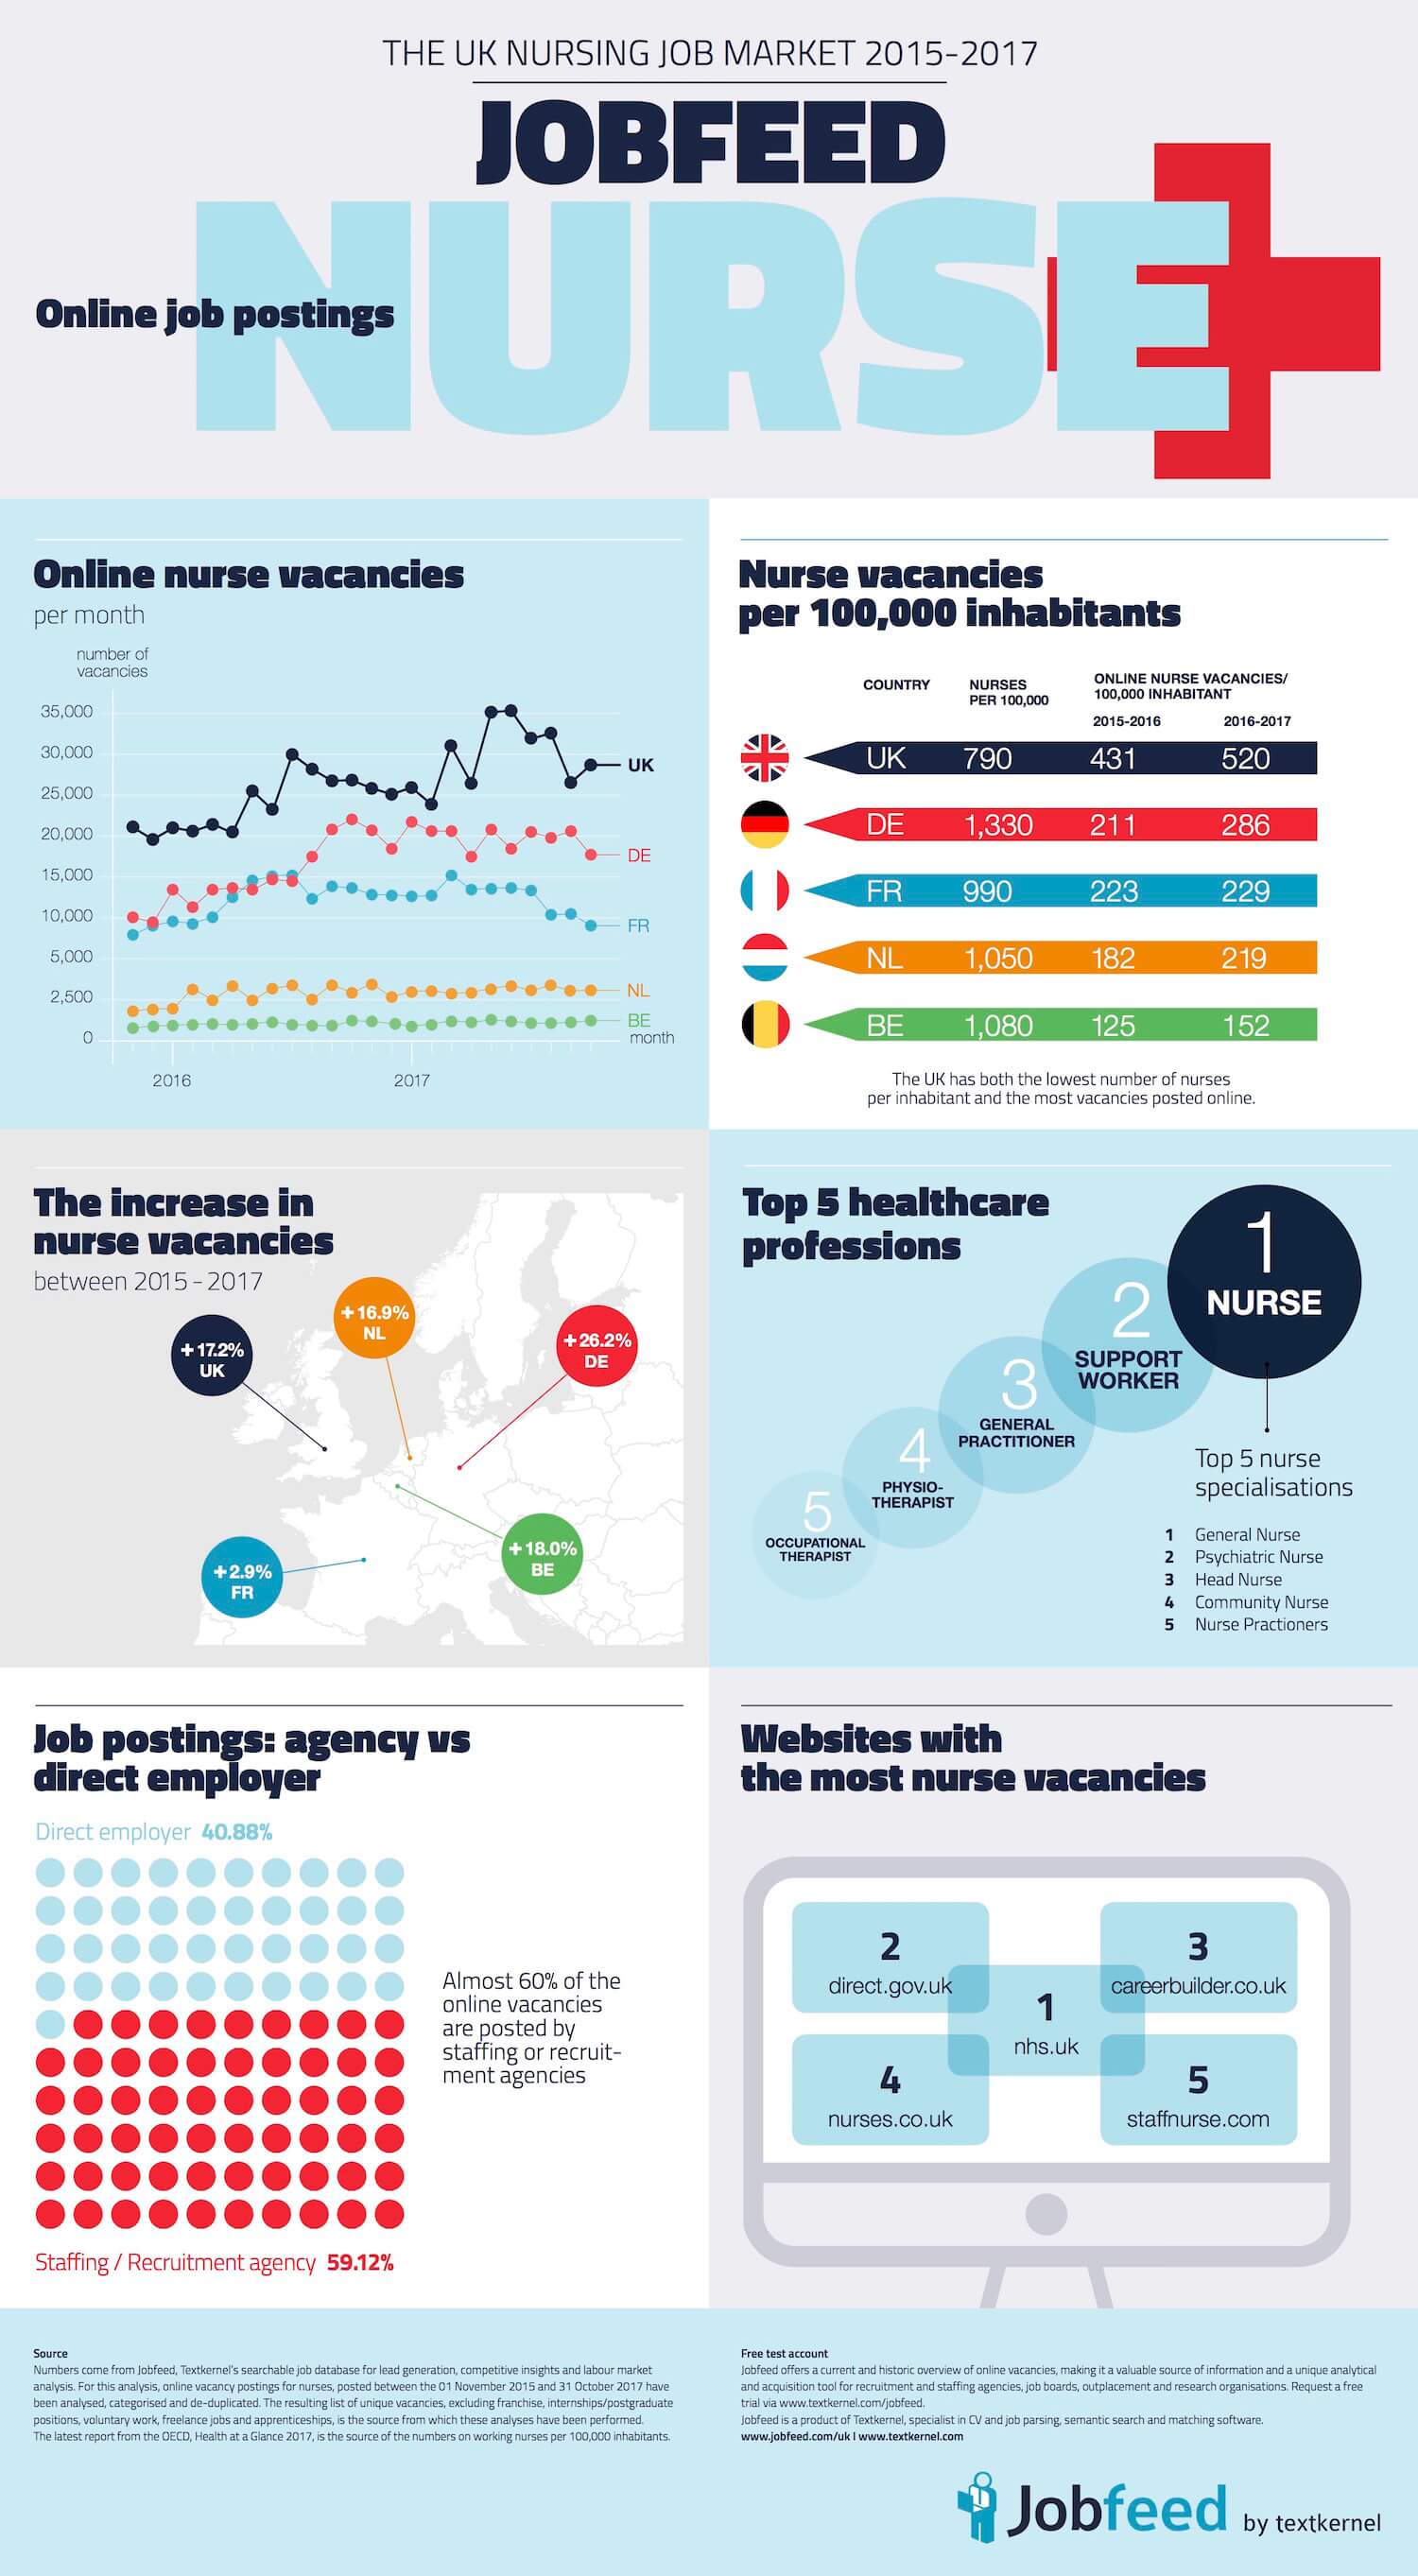 THE UK NURSING JOB MARKET 2015-2017
JOBFEED
NURSE
Online job postings
Online nurse vacancies
per month
number of
vacancies
35,000
30,000
25,000
20,000
15,000
10,000
5,000
2,500
0
UK
DE
FR
NL
BE
month
2016
2017
Nurse vacancies
per 100,000 inhabitants
COUNTRY
NURSES
PER 100,000
ONLINE NURSE VACANCIES/
100,000 INHABITANT
2015-2016 2016-2017
UK 790 431 520
DE 1,330 211 286
FR 990 223 229
NL 1,050 182 219
BE 1,080 125 152
The UK has both the lowest number of nurses
per inhabitant and the most vacancies posted online.
The increase in
nurse vacancies
between 2015 - 2017
+16.9%
NL
+17.2%
UK
+26.2%
DE
+18.0%
BE
+2.9%
FR
Top 5 healthcare
professions
1
NURSE
2
SUPPORT
WORKER
3
GENERAL
PRACTITIONER
4
PHYSIO-
THERAPIST
5
OCCUPATIONAL
THERAPIST
Top 5 nurse
specialisations
1 General Nurse
2 Psychiatric Nurse
3 Head Nurse
4 Community Nurse
5 Nurse Practioners
Job postings: agency vs
direct employer
Direct employer 40.88%
Almost 60% of the
online vacancies
are posted by
staffing or recruit-
ment agencies
Staffing / Recruitment agency 59.12%
Websites with
the most nurse vacancies
2
direct.gov.uk
3
careerbuilder.co.uk
1
nhs.uk
4
nurses.co.uk
5
staffnurse.com
Source
Numbers come from Jobfeed, Textkernel's searchable job database for lead generation, competitive insights and labour market
analysis. For this analysis, online vacancy postings for nurses, posted between the 01 November 2015 and 31 October 2017 have
been analysed, categorised and de-duplicated. The resulting list of unique vacancies, excluding franchise, internships/postgraduate
positions, voluntary work, freelance jobs and apprenticeships, is the source from which these analyses have been performed.
The latest report from the OECD, Health at a Glance 2017, is the source of the numbers on working nurses per 100,000 inhabitants.
Free test account
Jobfeed offers a current and historic overview of online vacancies, making it a valuable source of information and a unique analytical
and acquisition tool for recruitment and staffing agencies, job boards, outplacement and research organisations. Request a free
trial via www.textkernel.com/jobfeed.
Jobfeed is a product of Textkernel, specialist in CV and job parsing, semantic search and matching software.
www.jobfeed.com/uk I www.textkernel.com
Jobfeed by textkernel